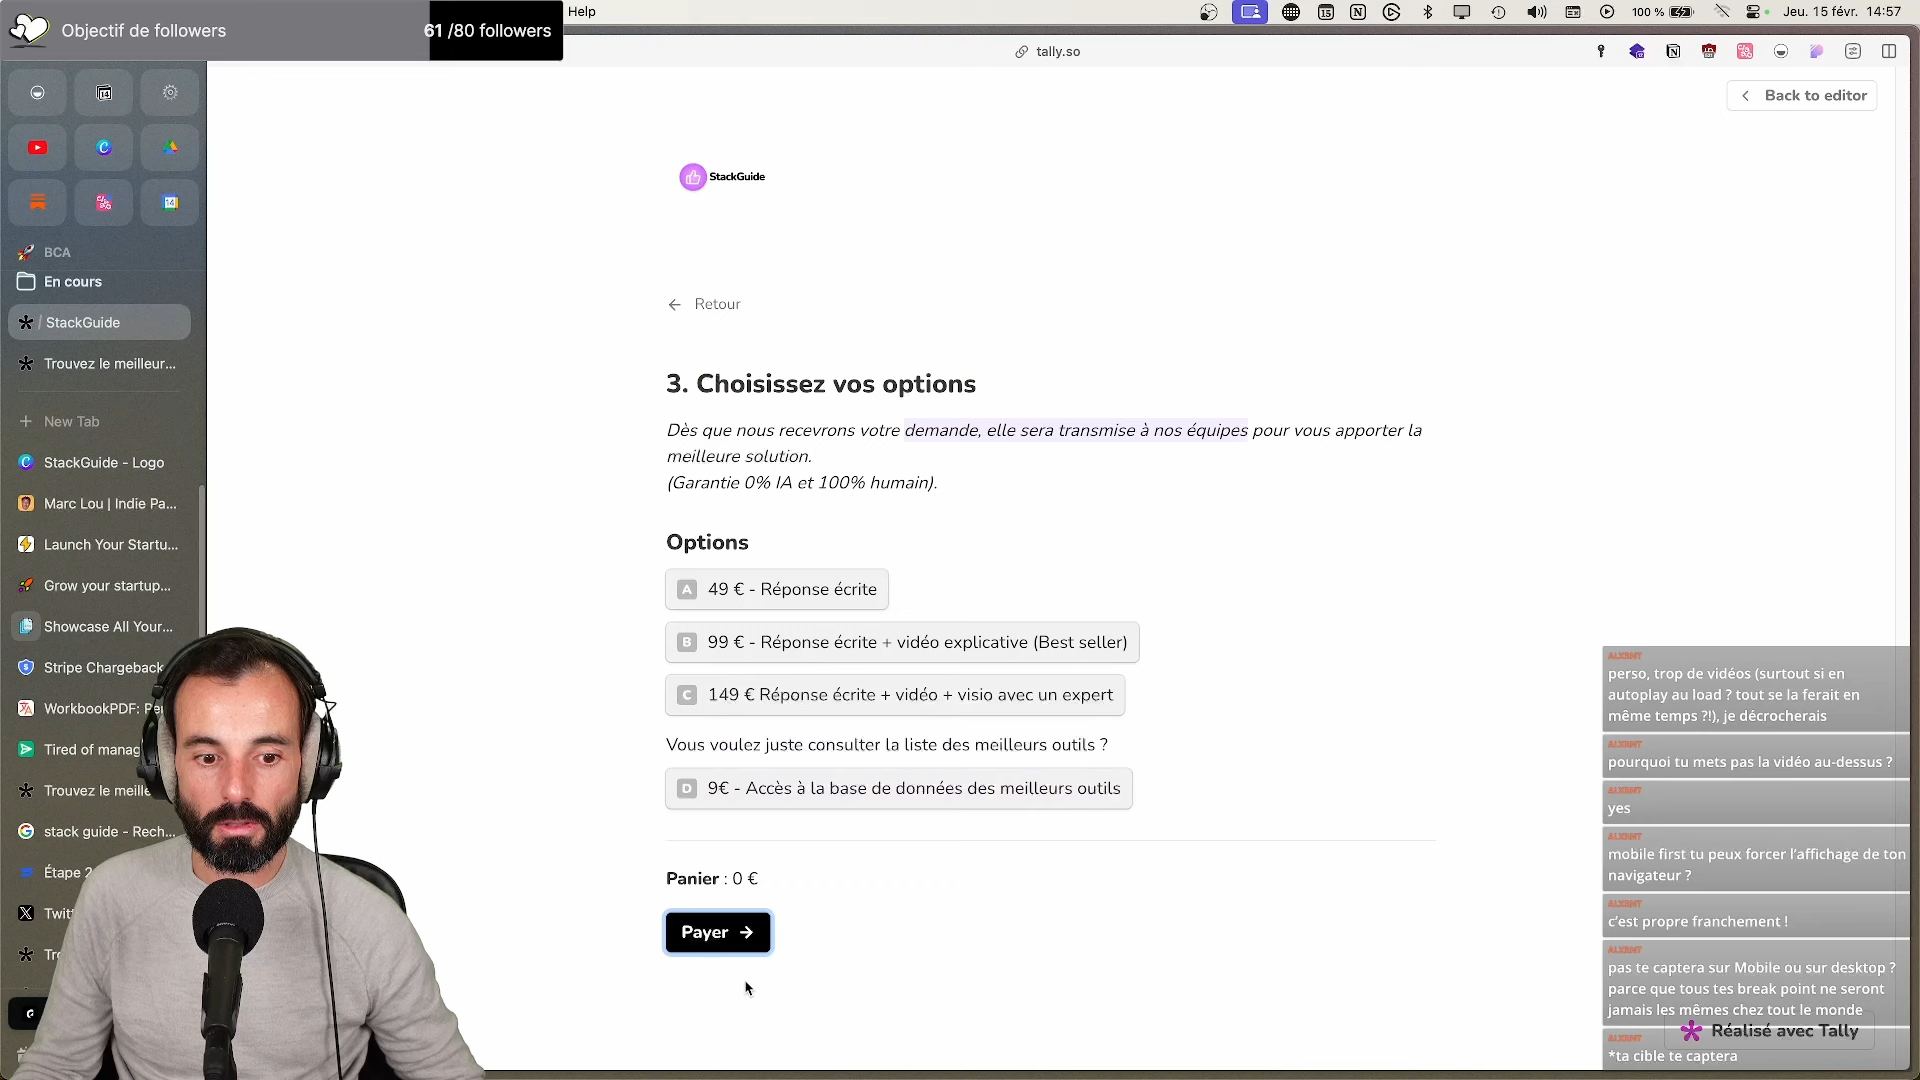 Objectif de followers
61 /80 followers
Help
15
100 %
Jeu. 15 févr. 14:57
tally.so
Back to editor
14
14
BCA
En cours
/ StackGuide
Trouvez le meilleur...
New Tab
StackGuide - Logo
Marc Lou | Indie Pa...
Launch Your Startu...
Grow your startup...
Showcase All Your...
Stripe Chargeback
WorkbookPDF:
Tired of manag
Trouvez le meille
stack guide - Rech...
Étape 2
StackGuide
Retour
3. Choisissez vos options
Dès que nous recevrons votre demande, elle sera transmise à nos équipes pour vous apporter la
meilleure solution.
(Garantie 0% IA et 100% humain).
Options
A 49 € - Réponse écrite
B 99 € - Réponse écrite + vidéo explicative (Best seller)
C 149 € Réponse écrite + vidéo + visio avec un expert
Vous voulez juste consulter la liste des meilleurs outils ?
D 9€ - Accès à la base de données des meilleurs outils
Panier : 0 €
Payer →
ALXRNT
perso, trop de vidéos (surtout si en
autoplay au load ? tout se la ferait en
même temps ?!), je décrocherais
ALXRNT
pourquoi tu mets pas la vidéo au-dessus ?
ALXRNT
yes
ALXRNT
mobile first tu peux forcer l'affichage de ton
navigateur ?
ALXRNT
c'est propre franchement !
ALXRNT
pas te captera sur Mobile ou sur desktop ?
parce que tous tes break point ne seront
jamais les mêmes chez tout le monde
Réalisé avec Tally
ALXRNT
*ta cible te captera